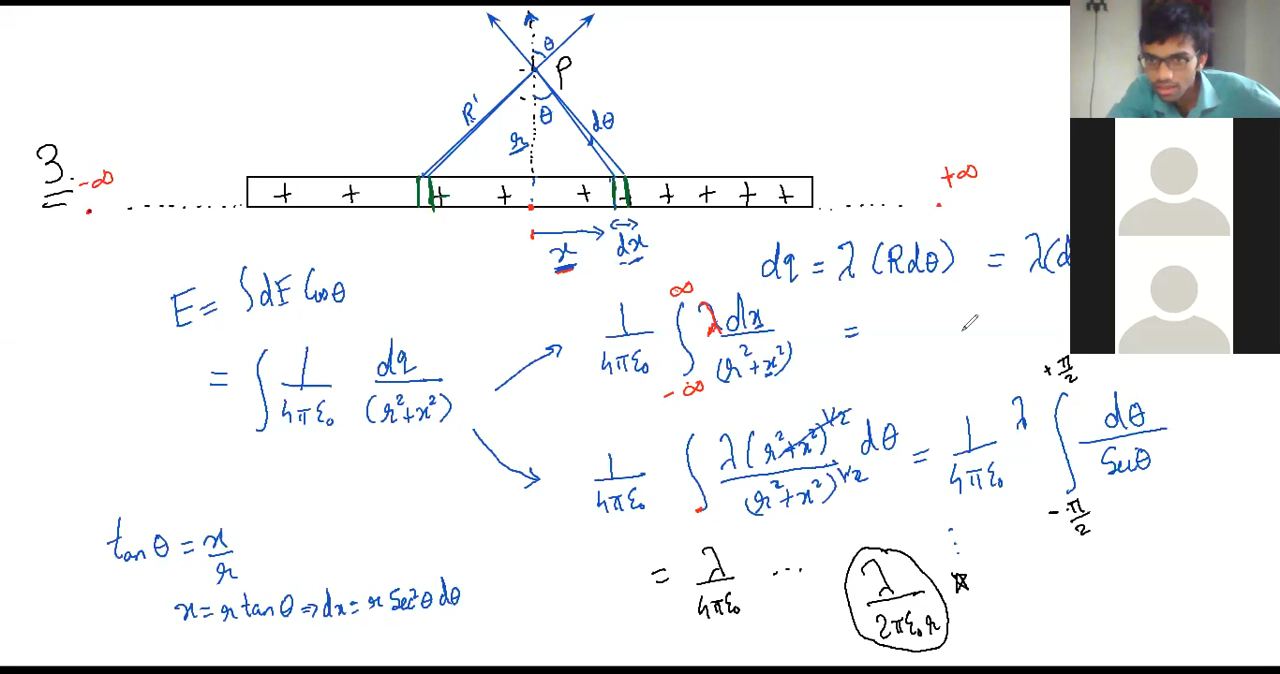 θ
P
R'
θ
dθ
r
3.
-∞
+∞
+ + + + + + + + +
x
dx
dq = λ (Rdθ) = λ(d
E = ∫dE Cosθ
1/4πε₀ ∫_{-∞}^{∞} λdx/(r²+x²) =
= ∫ 1/4πε₀ dq/(r²+x²)
1/4πε₀ ∫ λ(r²+x²)^{1/2} dθ/(r²+x²)^{1/2} = 1/4πε₀ λ ∫_{-π/2}^{+π/2} dθ/Secθ
tanθ = x/r
x = r tanθ ⇒ dx = r Sec²θ dθ
= λ/4πε₀ ... λ/2πε₀r